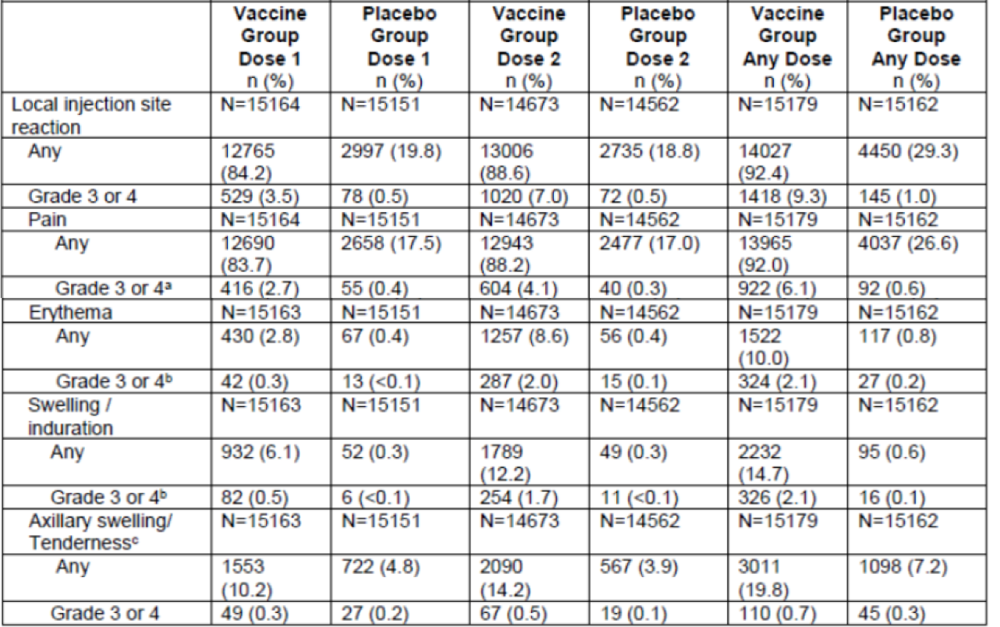 Vaccine Group Dose 1 n (%) Placebo Group Dose 1 n (%) Vaccine Group Dose 2 n (%) Placebo Group Dose 2 n (%) Vaccine Group Any Dose n (%) Placebo Group Any Dose n (%)
Local injection site reaction N=15164 N=15151 N=14673 N=14562 N=15179 N=15162
Any 12765 (84.2) 2997 (19.8) 13006 (88.6) 2735 (18.8) 14027 (92.4) 4450 (29.3)
Grade 3 or 4 529 (3.5) 78 (0.5) 1020 (7.0) 72 (0.5) 1418 (9.3) 145 (1.0)
Pain N=15164 N=15151 N=14673 N=14562 N=15179 N=15162
Any 12690 (83.7) 2658 (17.5) 12943 (88.2) 2477 (17.0) 13965 (92.0) 4037 (26.6)
Grade 3 or 4ᵃ 416 (2.7) 55 (0.4) 604 (4.1) 40 (0.3) 922 (6.1) 92 (0.6)
Erythema N=15163 N=15151 N=14673 N=14562 N=15179 N=15162
Any 430 (2.8) 67 (0.4) 1257 (8.6) 56 (0.4) 1522 (10.0) 117 (0.8)
Grade 3 or 4ᵇ 42 (0.3) 13 (<0.1) 287 (2.0) 15 (0.1) 324 (2.1) 27 (0.2)
Swelling / induration N=15163 N=15151 N=14673 N=14562 N=15179 N=15162
Any 932 (6.1) 52 (0.3) 1789 (12.2) 49 (0.3) 2232 (14.7) 95 (0.6)
Grade 3 or 4ᵇ 82 (0.5) 6 (<0.1) 254 (1.7) 11 (<0.1) 326 (2.1) 16 (0.1)
Axillary swelling/ Tendernessᶜ N=15163 N=15151 N=14673 N=14562 N=15179 N=15162
Any 1553 (10.2) 722 (4.8) 2090 (14.2) 567 (3.9) 3011 (19.8) 1098 (7.2)
Grade 3 or 4 49 (0.3) 27 (0.2) 67 (0.5) 19 (0.1) 110 (0.7) 45 (0.3)